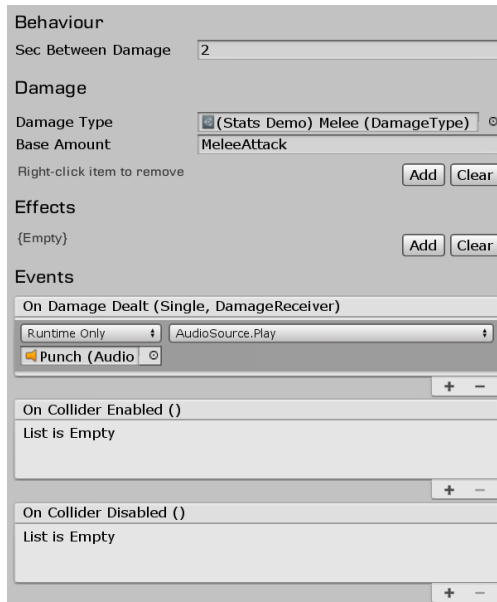 Behaviour
Sec Between Damage 2
Damage
Damage Type (Stats Demo) Melee (DamageType)
Base Amount MeleeAttack
Right-click item to remove Add Clear
Effects
{Empty} Add Clear
Events
On Damage Dealt (Single, DamageReceiver)
Runtime Only AudioSource.Play
Punch (Audio
+ −
On Collider Enabled ()
List is Empty
+ −
On Collider Disabled ()
List is Empty
+ −